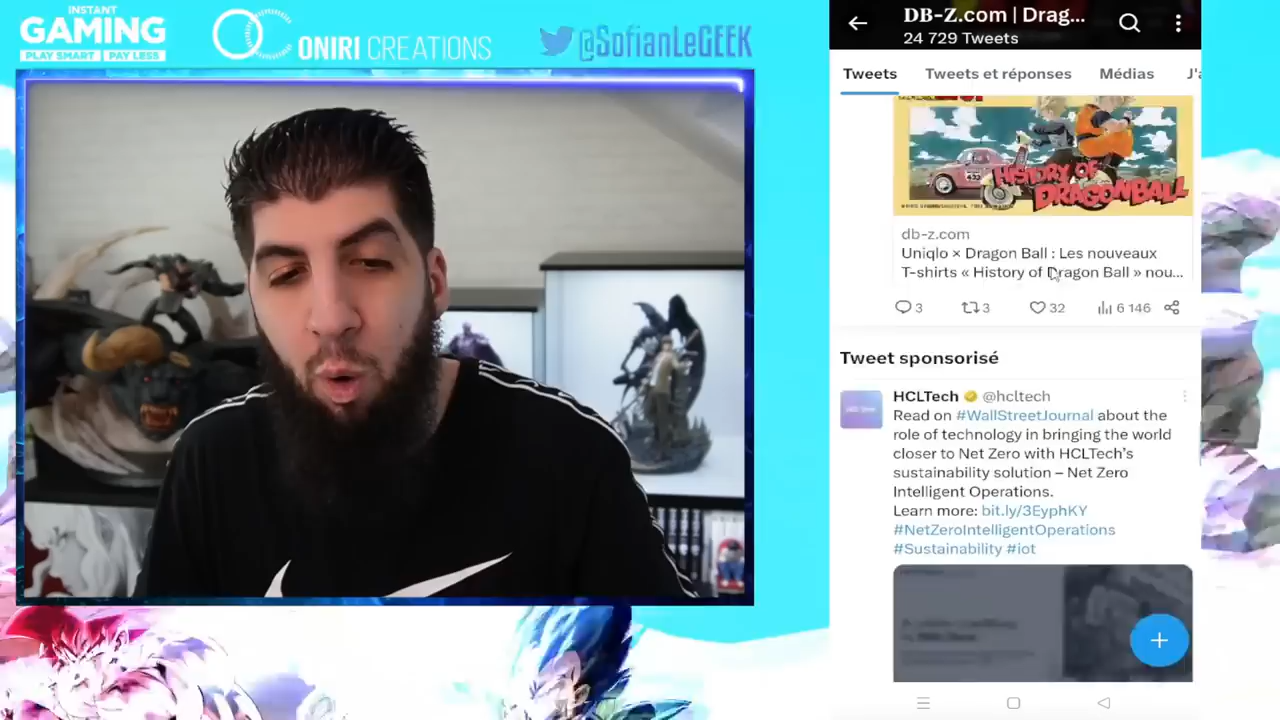 INSTANT
GAMING
PLAY SMART PAY LESS
ONIRI CREATIONS
@SofianLeGEEK
DB-Z.com | Drag...
24 729 Tweets
Tweets Tweets et réponses Médias J'a
HISTORY OF
DRAGONBALL
db-z.com
Uniqlo × Dragon Ball : Les nouveaux
T-shirts « History of Dragon Ball » nou...
3 3 32 6 146
Tweet sponsorisé
HCLTech @hcltech
Read on #WallStreetJournal about the
role of technology in bringing the world
closer to Net Zero with HCLTech's
sustainability solution – Net Zero
Intelligent Operations.
Learn more: bit.ly/3EyphKY
#NetZeroIntelligentOperations
#Sustainability #iot